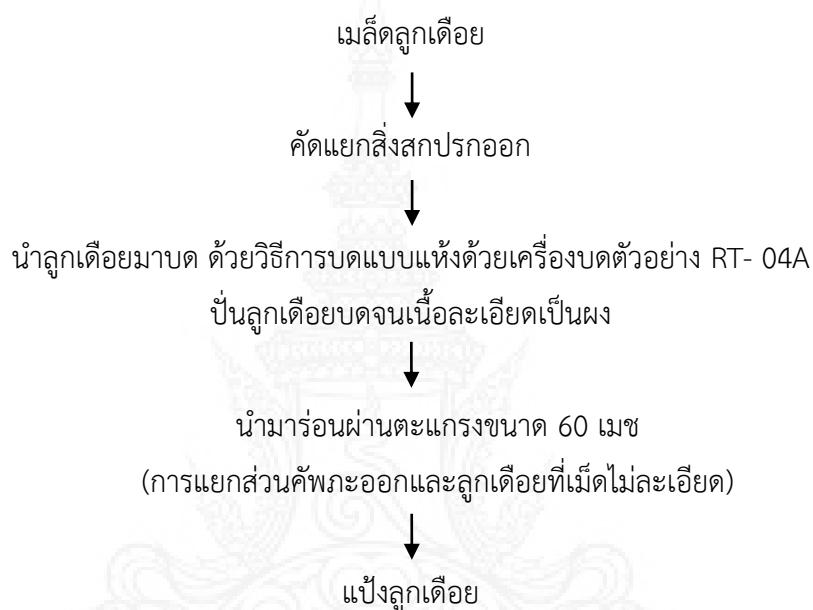 เมล็ดลูกเดือย
คัดแยกสิ่งสกปรกออก
นำลูกเดือยมาบด ด้วยวิธีการบดแบบแห้งด้วยเครื่องบดตัวอย่าง RT- 04A
ปั่นลูกเดือยบดจนเนื้อละเอียดเป็นผง
นำมาร่อนผ่านตะแกรงขนาด 60 เมช
(การแยกส่วนคัพภะออกและลูกเดือยที่เม็ดไม่ละเอียด)
แป้งลูกเดือย